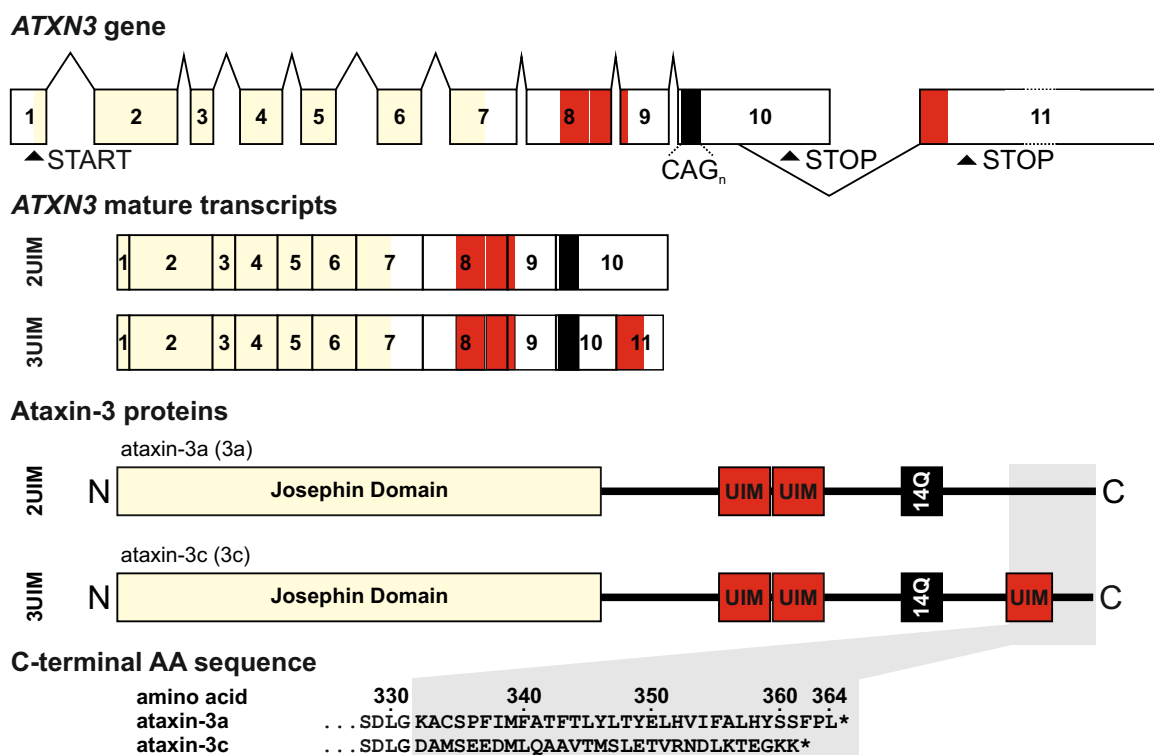 ATXN3 gene
1 2 3 4 5 6 7 8 9 10 11
START CAGn STOP STOP
ATXN3 mature transcripts
2UIM 1 2 3 4 5 6 7 8 9 10
3UIM 1 2 3 4 5 6 7 8 9 10 11
Ataxin-3 proteins
ataxin-3a (3a)
2UIM N Josephin Domain UIM UIM 14Q C
ataxin-3c (3c)
3UIM N Josephin Domain UIM UIM 14Q UIM C
C-terminal AA sequence
amino acid 330 340 350 360 364
ataxin-3a ...SDLGKACSPFIMFATFTLYLTYELHVIFALHYSSFPL*
ataxin-3c ...SDLGDAMSEEDMLQAAVTMSLETVRNDLKTEGKK*